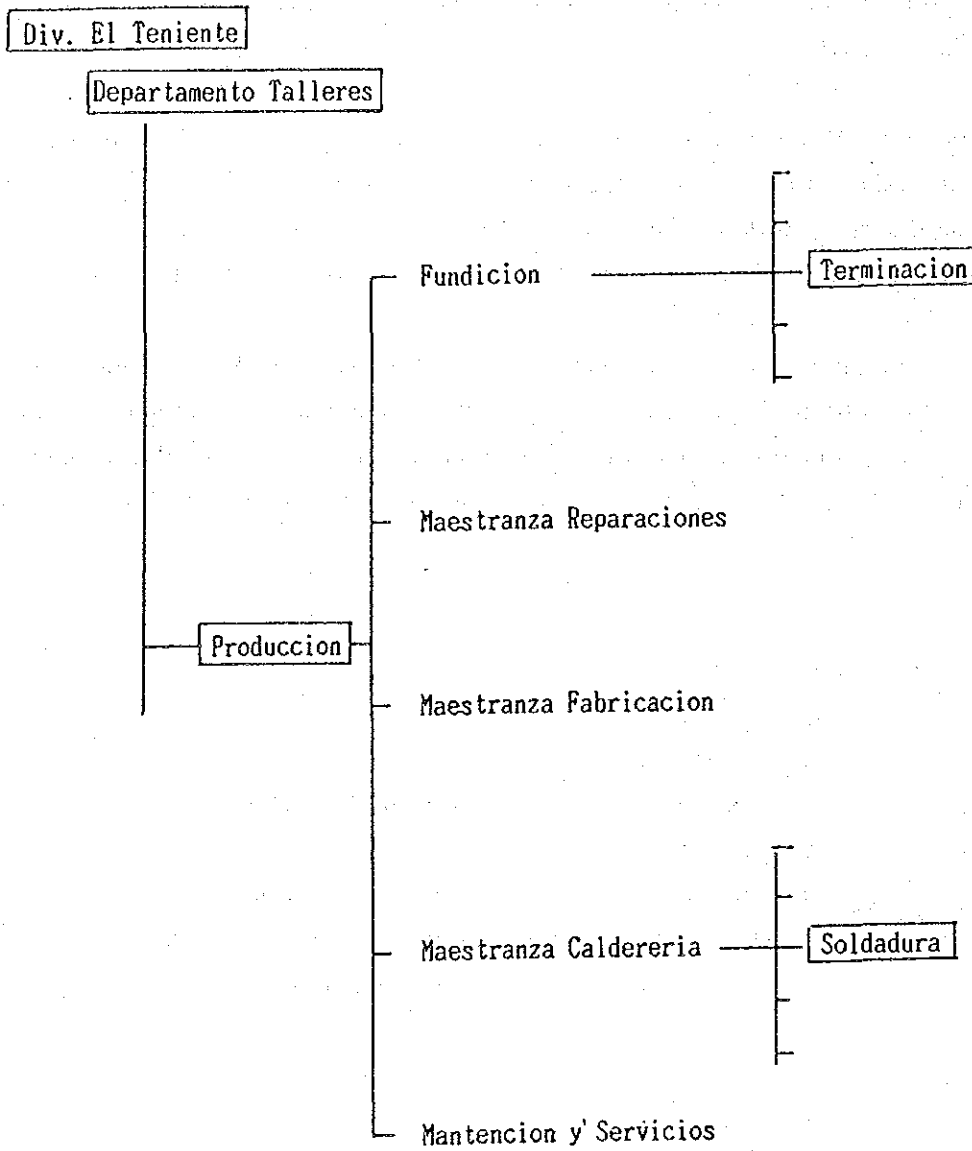 Div. El Teniente
Departamento Talleres
Fundicion
Terminacion
Maestranza Reparaciones
Produccion
Maestranza Fabricacion
Maestranza Caldereria
Soldadura
Mantencion y Servicios